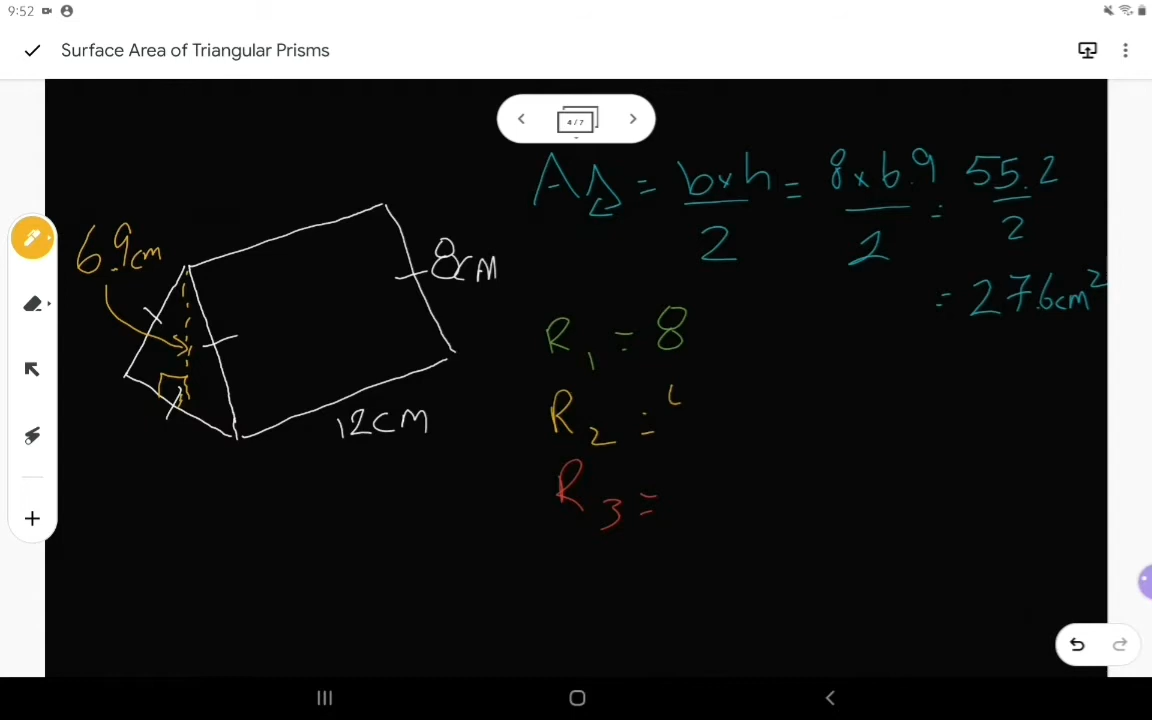 9:52
Surface Area of Triangular Prisms
4/7
A△ = b×h/2 = 8×6.9/2 = 55.2/2
= 27.6cm²
6.9cm
8cm
12cm
R₁ = 8
R₂ =
R₃ =